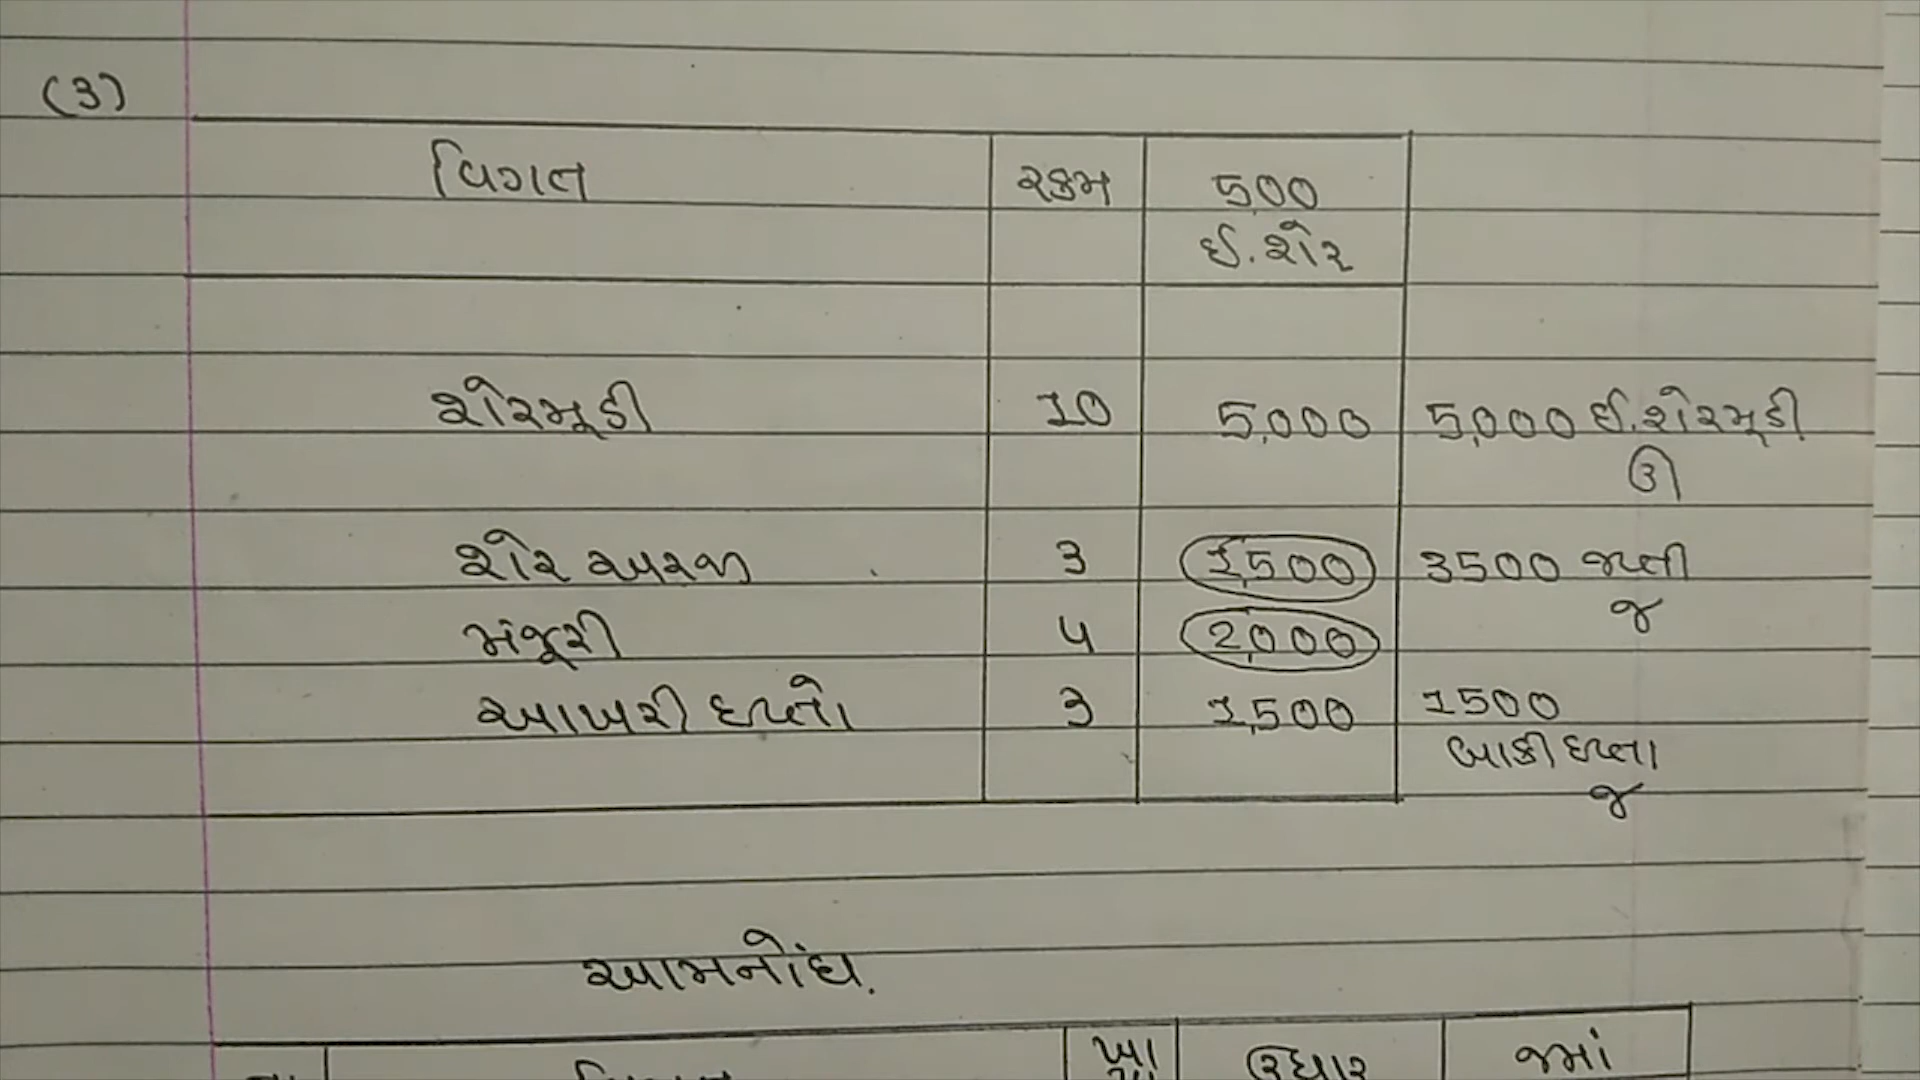 (3)
વિગત રકમ 500
ઈ.શેર
શેરમૂડી 10 5,000 5,000 ઈ.શેરમૂડી
ઉ
શેર અરજી 3 1,500 3500 જપ્તી
જ
મંજૂરી 4 2,000
આખરી હપ્તો 3 1,500 1500
બાકી હપ્તા
જ
આમનોંધ.
ખા ઉધાર જમાં